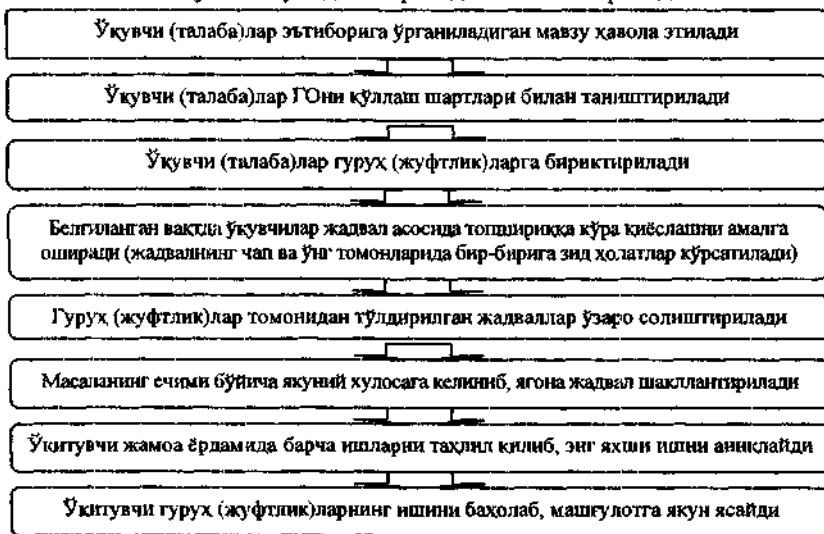 Ўқувчи (талаба)лар эътиборига ўрганиладиган мавзу ҳавола этилади
Ўқувчи (талаба)лар ГОни қўллаш шартлари билан таништирилади
Ўқувчи (талаба)лар гуруҳ (жуфтлик)ларга бириктирилади
Белгиланган вақтда ўқувчилар жадвал асосида топшириққа кўра қиёслашни амалга
оширади (жадвалнинг чап ва ўнг томонларида бир-бирига зид ҳолатлар кўрсатилади)
Гуруҳ (жуфтлик)лар томонидан тўлдирилган жадваллар ўзаро солиштирилади
Масаланинг ечими бўйича якуний хулосага келиниб, ягона жадвал шакллантирилади
Ўқитувчи жамоа ёрдамида барча ишларни таҳлил қилиб, энг яхши ишни аниқлайди
Ўқитувчи гуруҳ (жуфтлик)ларнинг ишини баҳолаб, машғулотга якун ясайди